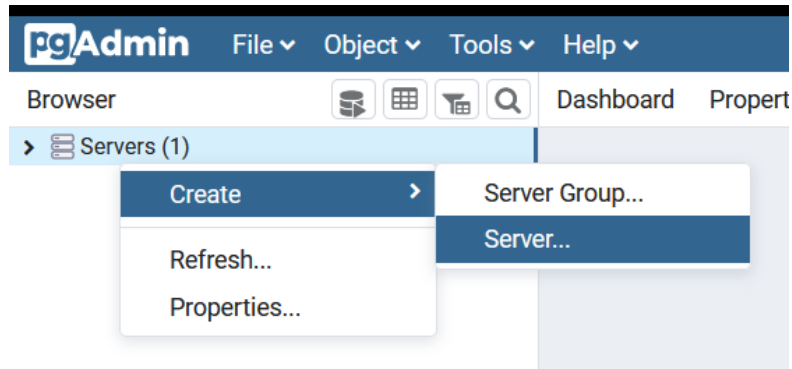 pgAdmin File Object Tools Help
Browser Dashboard Propert
Servers (1)
Create Server Group...
Server...
Refresh...
Properties...